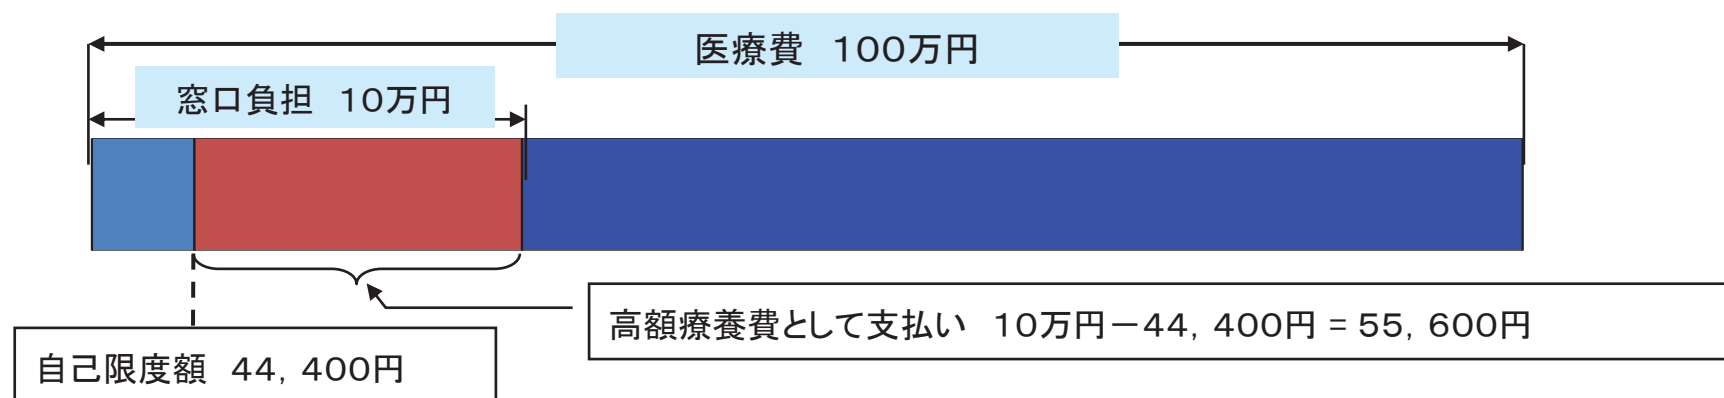 医療費　１００万円
窓口負担　１０万円
高額療養費として支払い　１０万円－４４，４００円 = ５５，６００円
自己限度額　４４，４００円